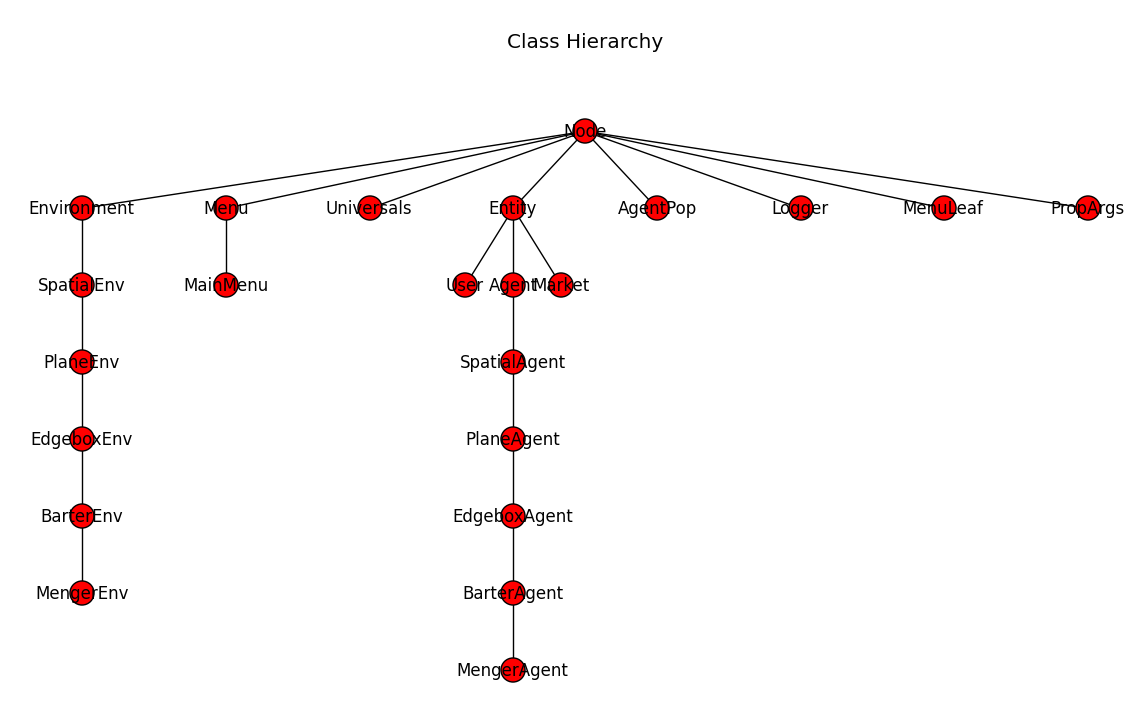 Class Hierarchy
Node
Environment Menu Universals Entity AgentPop Logger MenuLeaf PropArgs
SpatialEnv MainMenu User Agent Market
PlaneEnv SpatialAgent
EdgeboxEnv PlaneAgent
BarterEnv EdgeboxAgent
MengerEnv BarterAgent
MengerAgent